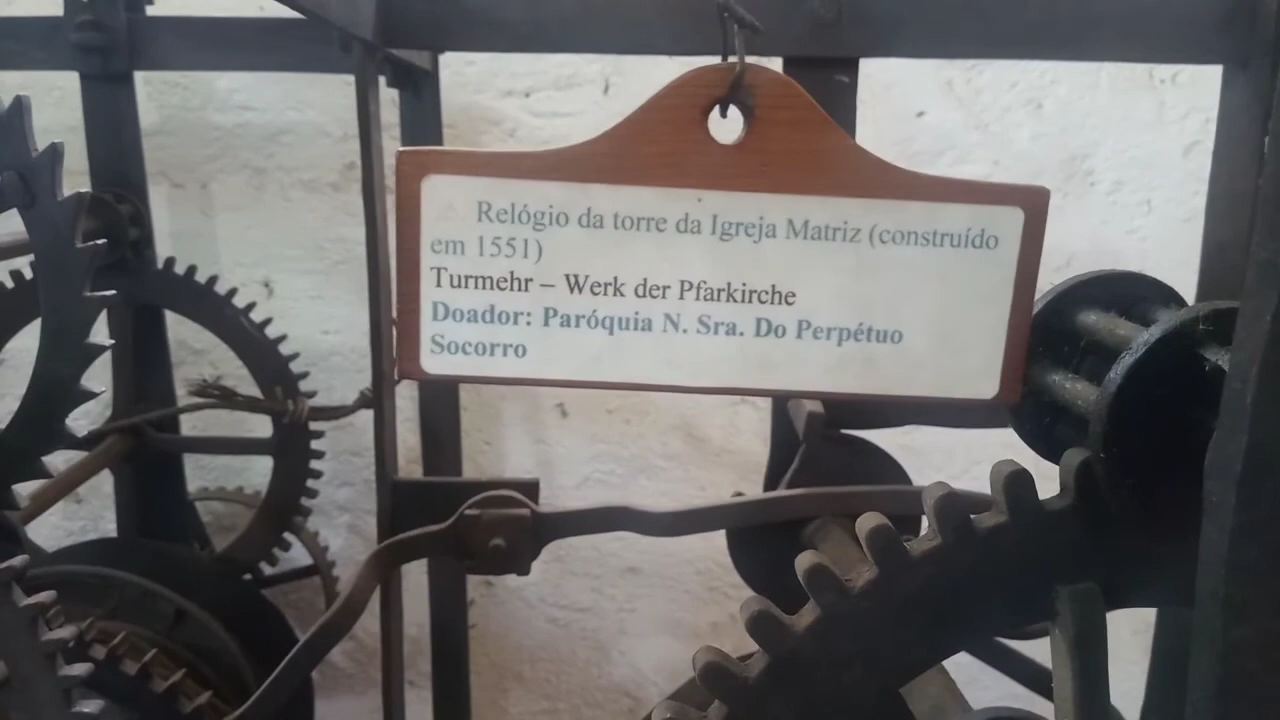 Relógio da torre da Igreja Matriz (construído
em 1551)
Turmehr – Werk der Pfarkirche
Doador: Paróquia N. Sra. Do Perpétuo
Socorro